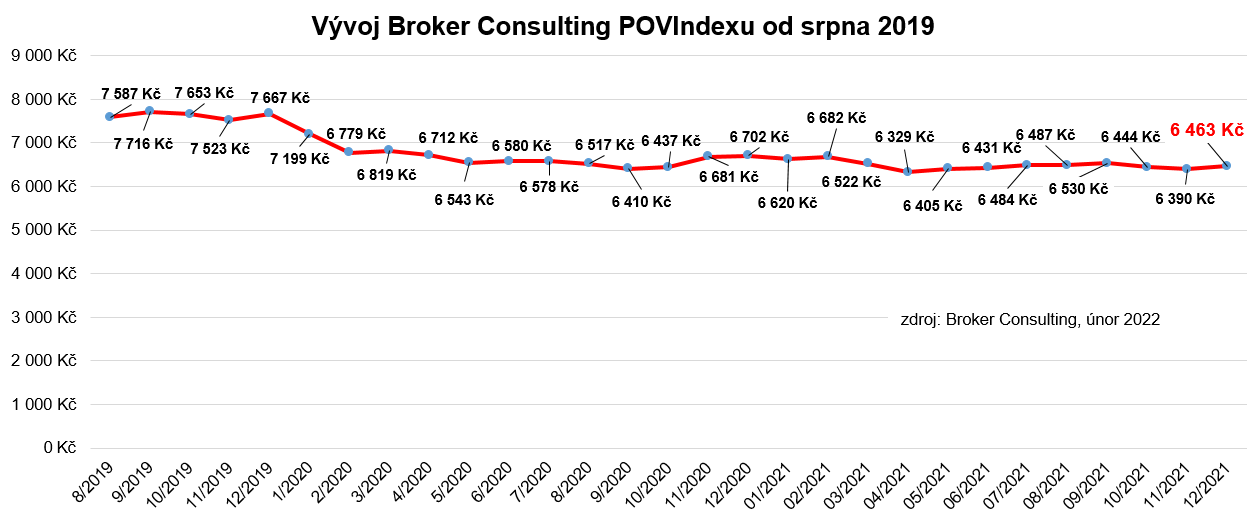 Vývoj Broker Consulting POVIndexu od srpna 2019
9 000 Kč
8 000 Kč
7 000 Kč
6 000 Kč
5 000 Kč
4 000 Kč
3 000 Kč
2 000 Kč
1 000 Kč
0 Kč
7 587 Kč
7 716 Kč
7 653 Kč
7 523 Kč
7 667 Kč
7 199 Kč
6 779 Kč
6 819 Kč
6 712 Kč
6 543 Kč
6 580 Kč
6 578 Kč
6 517 Kč
6 410 Kč
6 437 Kč
6 681 Kč
6 702 Kč
6 620 Kč
6 682 Kč
6 522 Kč
6 329 Kč
6 405 Kč
6 431 Kč
6 484 Kč
6 487 Kč
6 530 Kč
6 444 Kč
6 390 Kč
6 463 Kč
zdroj: Broker Consulting, únor 2022
8/2019
9/2019
10/2019
11/2019
12/2019
1/2020
2/2020
3/2020
4/2020
5/2020
6/2020
7/2020
8/2020
9/2020
10/2020
11/2020
12/2020
01/2021
02/2021
03/2021
04/2021
05/2021
06/2021
07/2021
08/2021
09/2021
10/2021
11/2021
12/2021